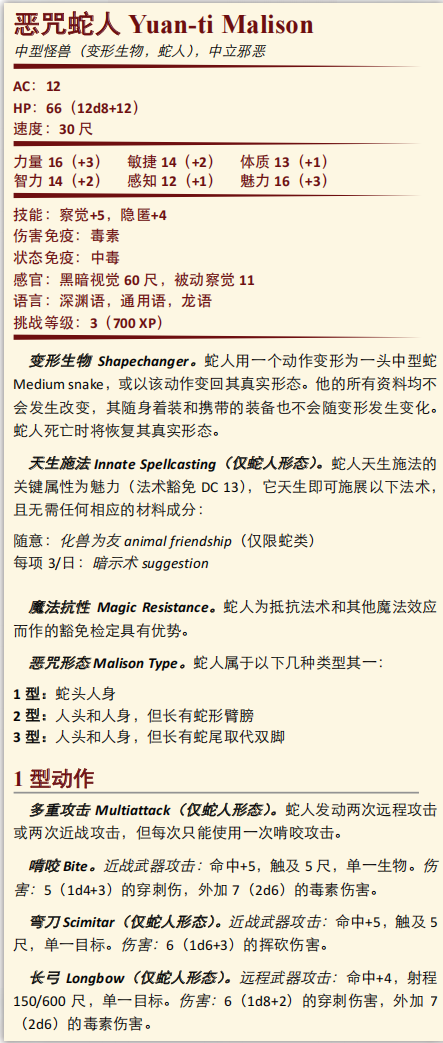 恶咒蛇人 Yuan-ti Malison
中型怪兽（变形生物，蛇人），中立邪恶
AC：12
HP：66（12d8+12）
速度：30 尺
力量 16（+3） 敏捷 14（+2） 体质 13（+1）
智力 14（+2） 感知 12（+1） 魅力 16（+3）
技能：察觉+5，隐匿+4
伤害免疫：毒素
状态免疫：中毒
感官：黑暗视觉 60 尺，被动察觉 11
语言：深渊语，通用语，龙语
挑战等级：3（700 XP）
变形生物 Shapechanger。蛇人用一个动作变形为一头中型蛇
Medium snake，或以该动作变回其真实形态。他的所有资料均不
会发生改变，其随身着装和携带的装备也不会随变形发生变化。
蛇人死亡时将恢复其真实形态。
天生施法 Innate Spellcasting（仅蛇人形态）。蛇人天生施法的
关键属性为魅力（法术豁免 DC 13），它天生即可施展以下法术，
且无需任何相应的材料成分：
随意：化兽为友 animal friendship（仅限蛇类）
每项 3/日：暗示术 suggestion
魔法抗性 Magic Resistance。蛇人为抵抗法术和其他魔法效应
而作的豁免检定具有优势。
恶咒形态 Malison Type。蛇人属于以下几种类型其一：
1 型：蛇头人身
2 型：人头和人身，但长有蛇形臂膀
3 型：人头和人身，但长有蛇尾取代双脚
1 型动作
多重攻击 Multiattack（仅蛇人形态）。蛇人发动两次远程攻击
或两次近战攻击，但每次只能使用一次啃咬攻击。
啃咬 Bite。近战武器攻击：命中+5，触及 5 尺，单一生物。伤
害：5（1d4+3）的穿刺伤，外加 7（2d6）的毒素伤害。
弯刀 Scimitar（仅蛇人形态）。近战武器攻击：命中+5，触及 5
尺，单一目标。伤害：6（1d6+3）的挥砍伤害。
长弓 Longbow（仅蛇人形态）。远程武器攻击：命中+4，射程
150/600 尺，单一目标。伤害：6（1d8+2）的穿刺伤害，外加 7
（2d6）的毒素伤害。